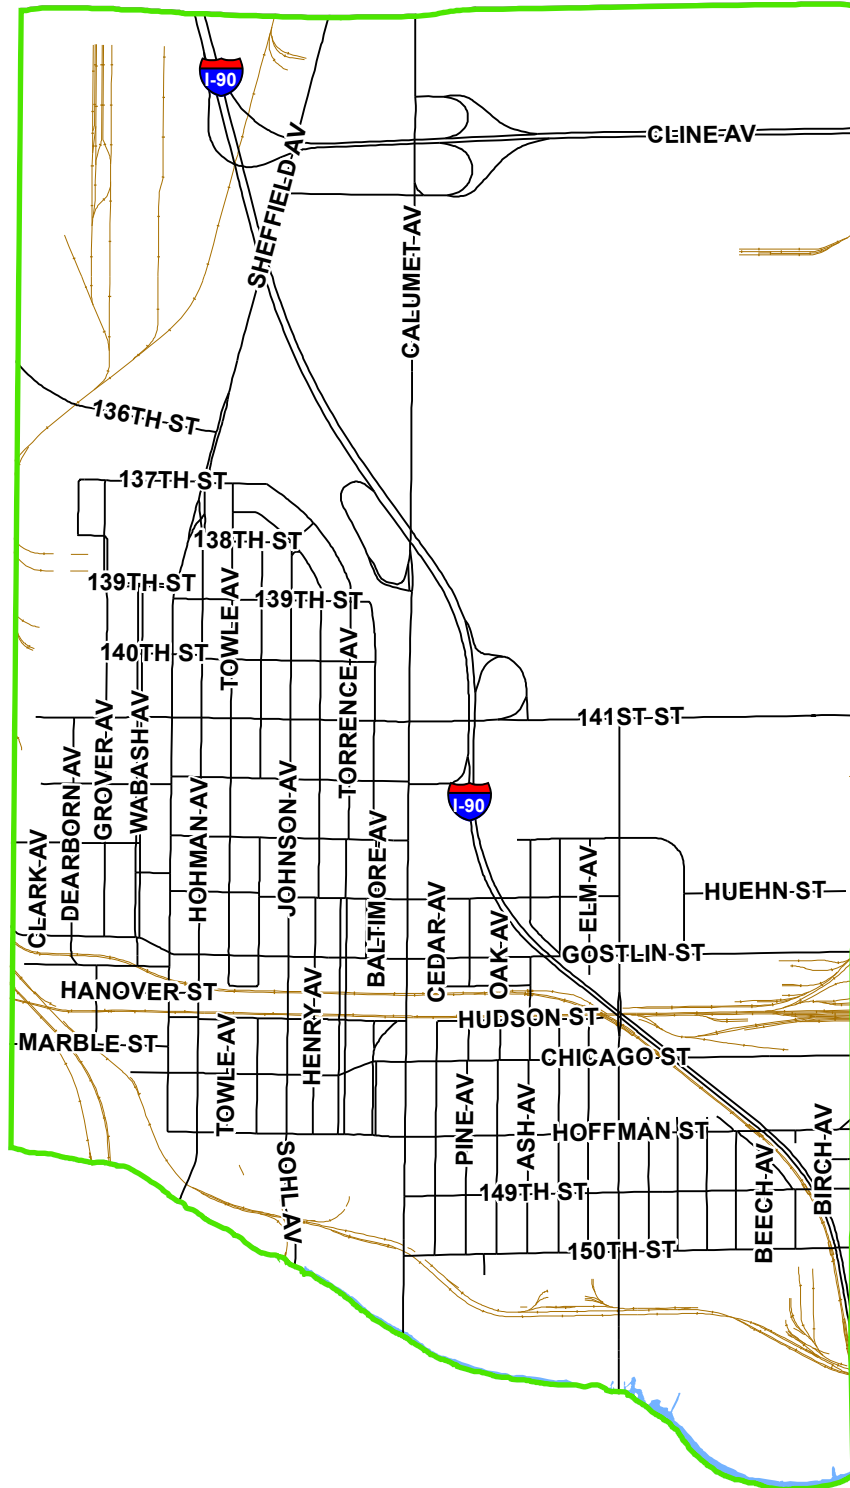 I-90
CLINE AV
SHEFFIELD AV
CALUMET AV
136TH ST
137TH ST
138TH ST
139TH ST
TOWLE AV
139TH ST
140TH ST
TORRENCE AV
141ST ST
GROVER AV
WABASH AV
DEARBORN AV
HOHMAN AV
JOHNSON AV
I-90
BALTIMORE AV
CLARK AV
ELM AV
HUEHN ST
CEDAR AV
OAK AV
GOSTLIN ST
HANOVER ST
HENRY AV
HUDSON ST
MARBLE ST
TOWLE AV
CHICAGO ST
PINE AV
ASH AV
HOFFMAN ST
BIRCH AV
SOHL AV
149TH ST
BEECH AV
150TH ST